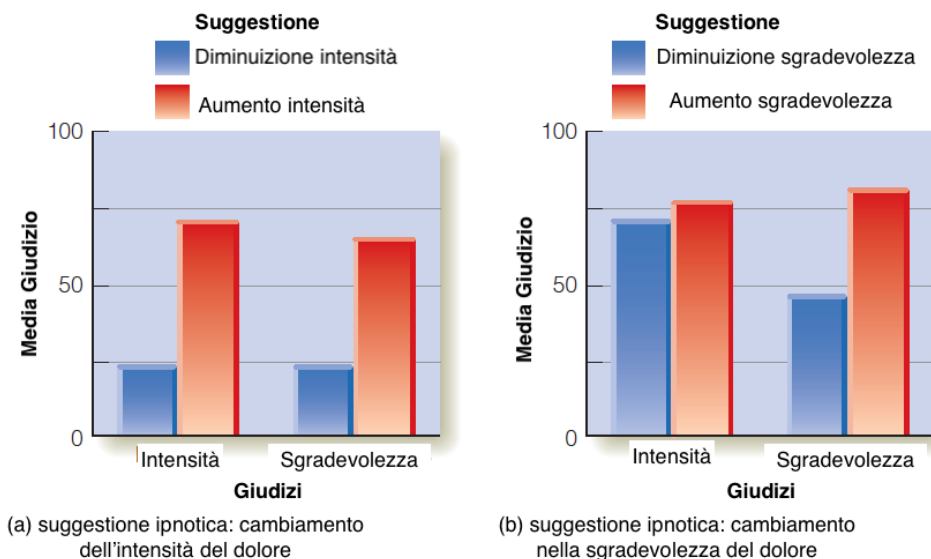 Suggestione
Diminuizione intensità
Aumento intensità
100
50
0
Media Giudizio
Intensità
Sgradevolezza
Giudizi
(a) suggestione ipnotica: cambiamento
dell'intensità del dolore
Suggestione
Diminuizione sgradevolezza
Aumento sgradevolezza
100
50
0
Media Giudizio
Intensità
Sgradevolezza
Giudizi
(b) suggestione ipnotica: cambiamento
nella sgradevolezza del dolore